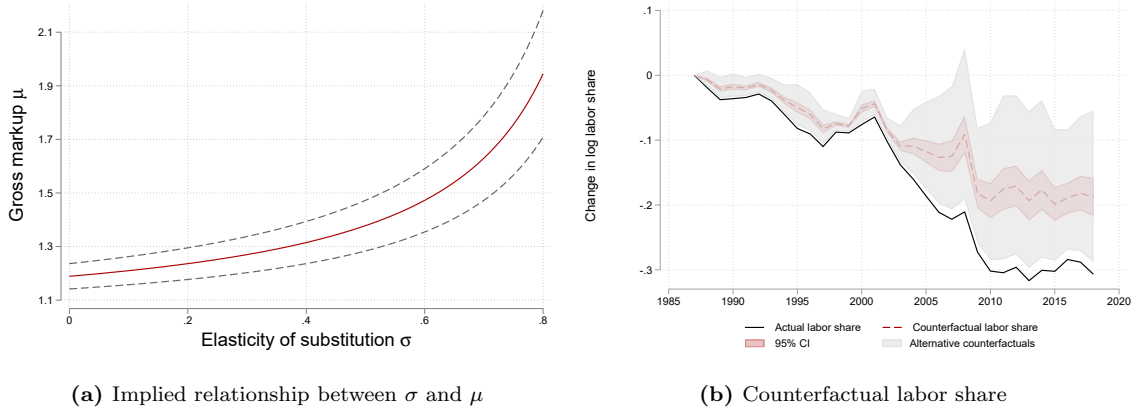 2.1
1.9
1.7
1.5
1.3
1.1
Gross markup μ
0 .2 .4 .6 .8
Elasticity of substitution σ
(a) Implied relationship between σ and μ
.1
0
-.1
-.2
-.3
Change in log labor share
1985 1990 1995 2000 2005 2010 2015 2020
Actual labor share Counterfactual labor share
95% CI Alternative counterfactuals
(b) Counterfactual labor share